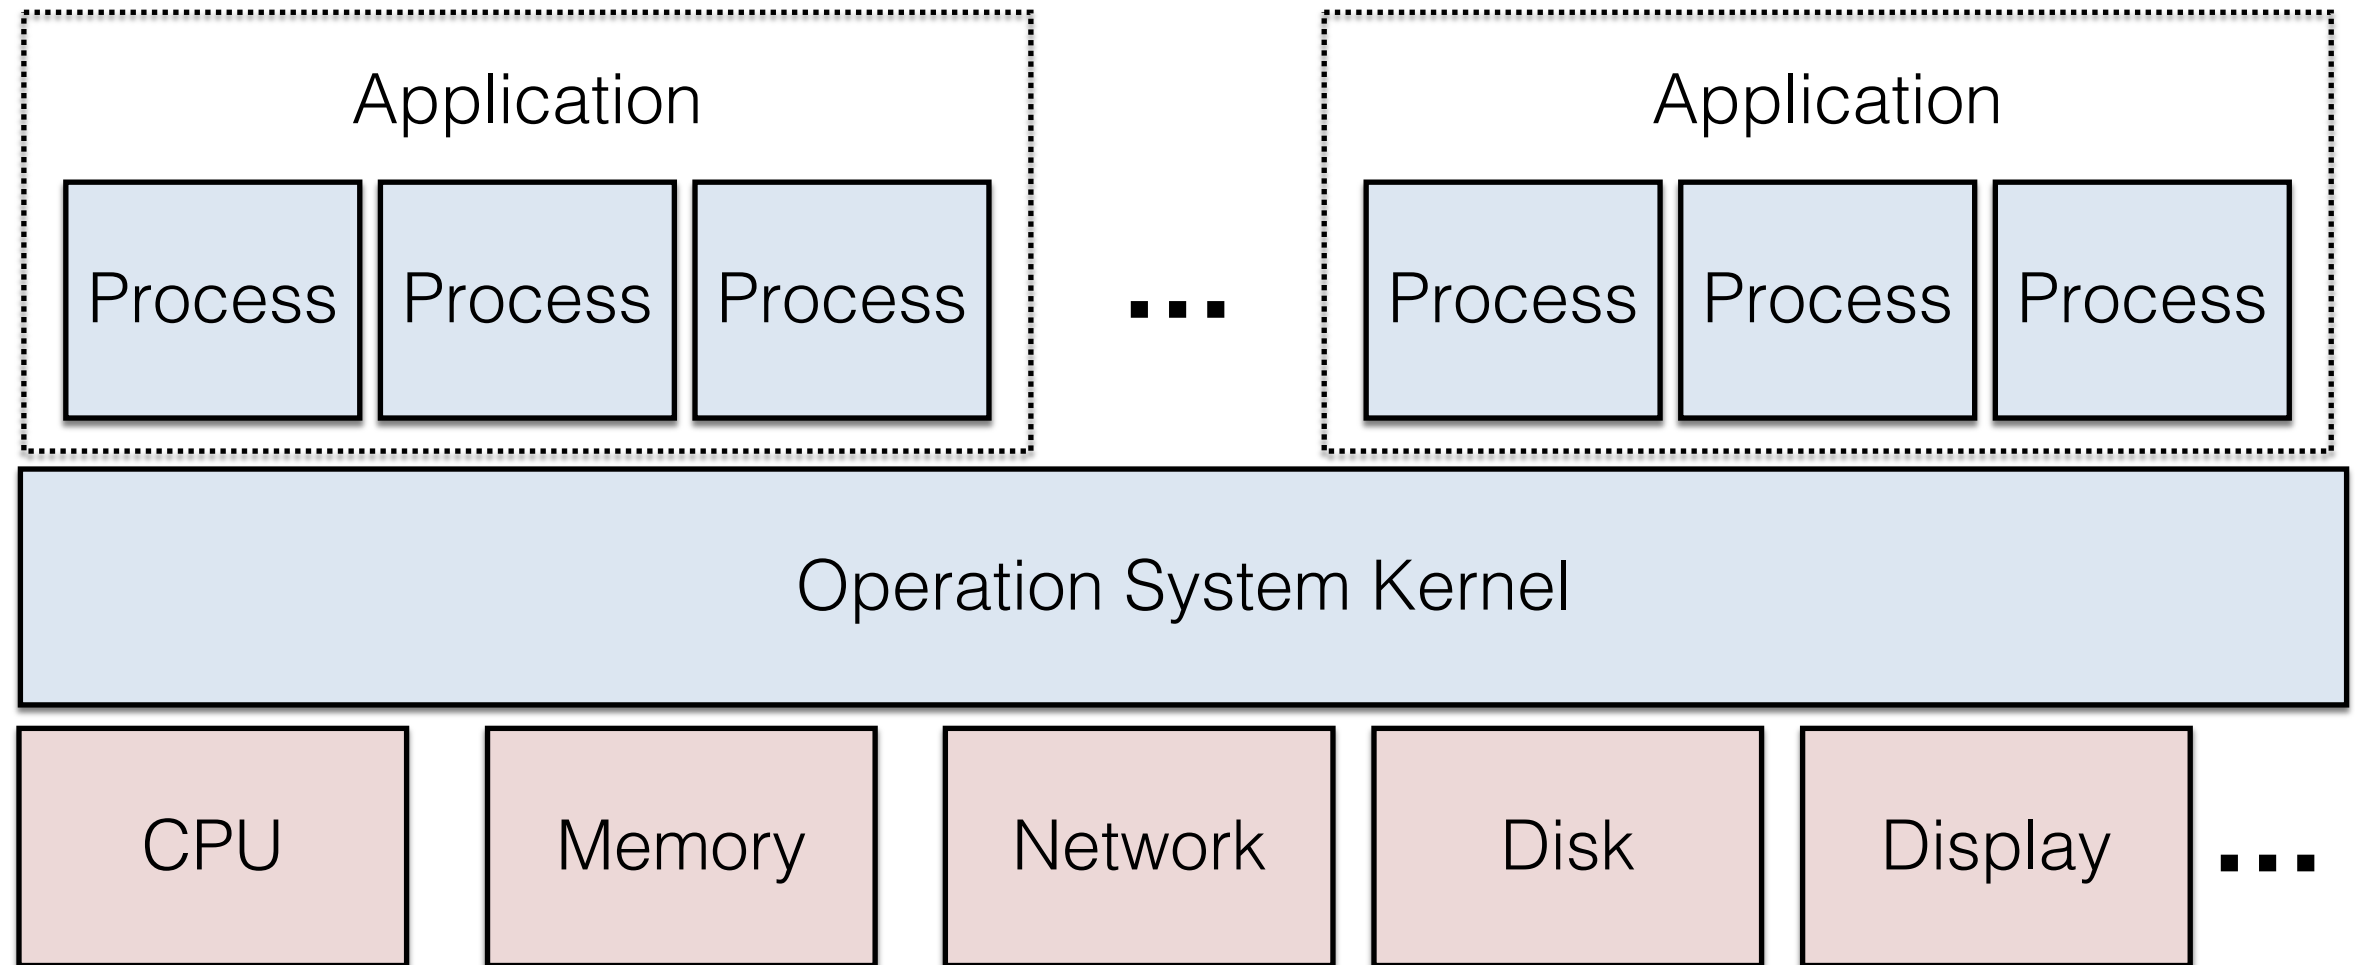 Application
Application
Process
Process
Process
...
Process
Process
Process
Operation System Kernel
CPU
Memory
Network
Disk
Display
...